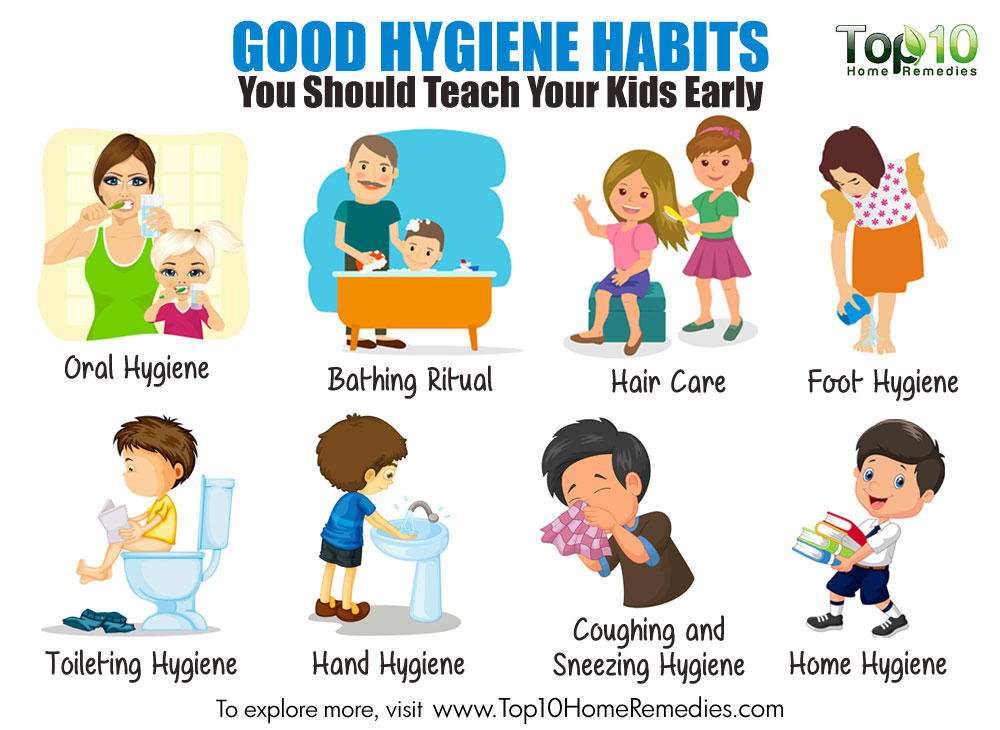 GOOD HYGIENE HABITS
You Should Teach Your Kids Early
Top10
Home Remedies
Oral Hygiene
Bathing Ritual
Hair Care
Foot Hygiene
Toileting Hygiene
Hand Hygiene
Coughing and
Sneezing Hygiene
Home Hygiene
To explore more, visit www.Top10HomeRemedies.com